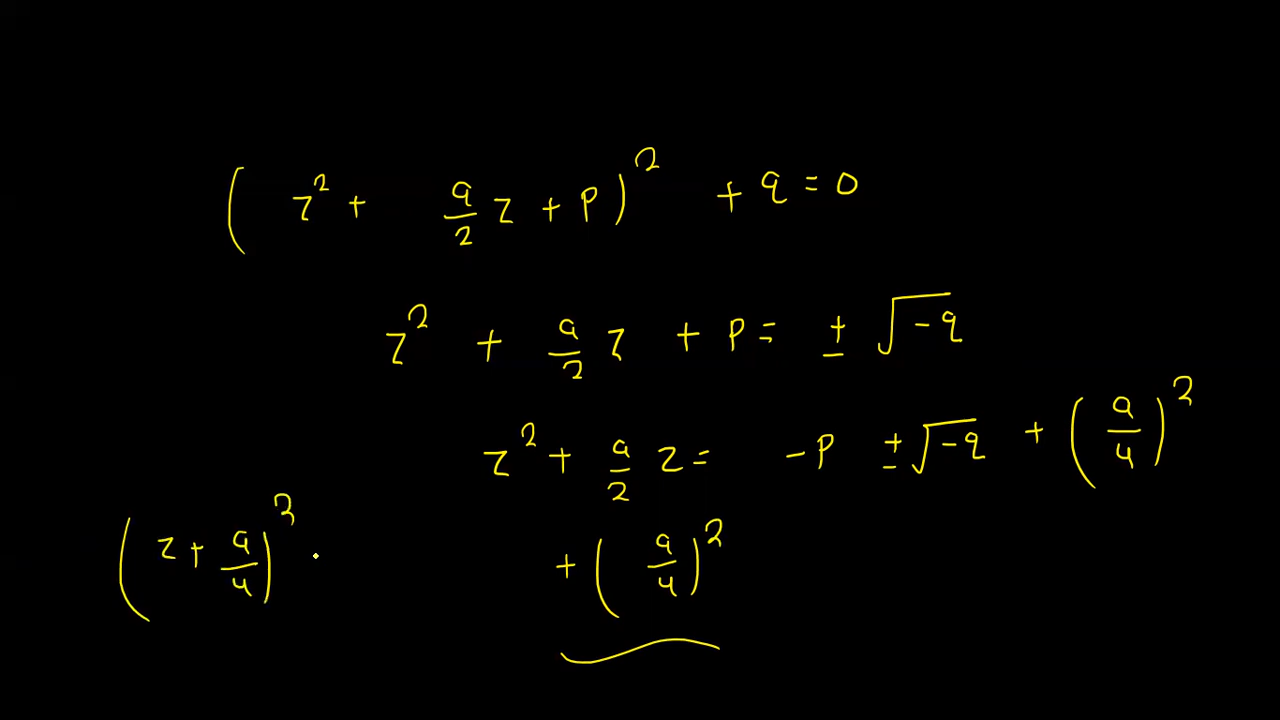 (z² + a/2 z + p)² + q = 0
z² + a/2 z + p = ± √-q
z² + a/2 z = -p ± √-q + (a/4)²
(z + a/4)² + (a/4)²